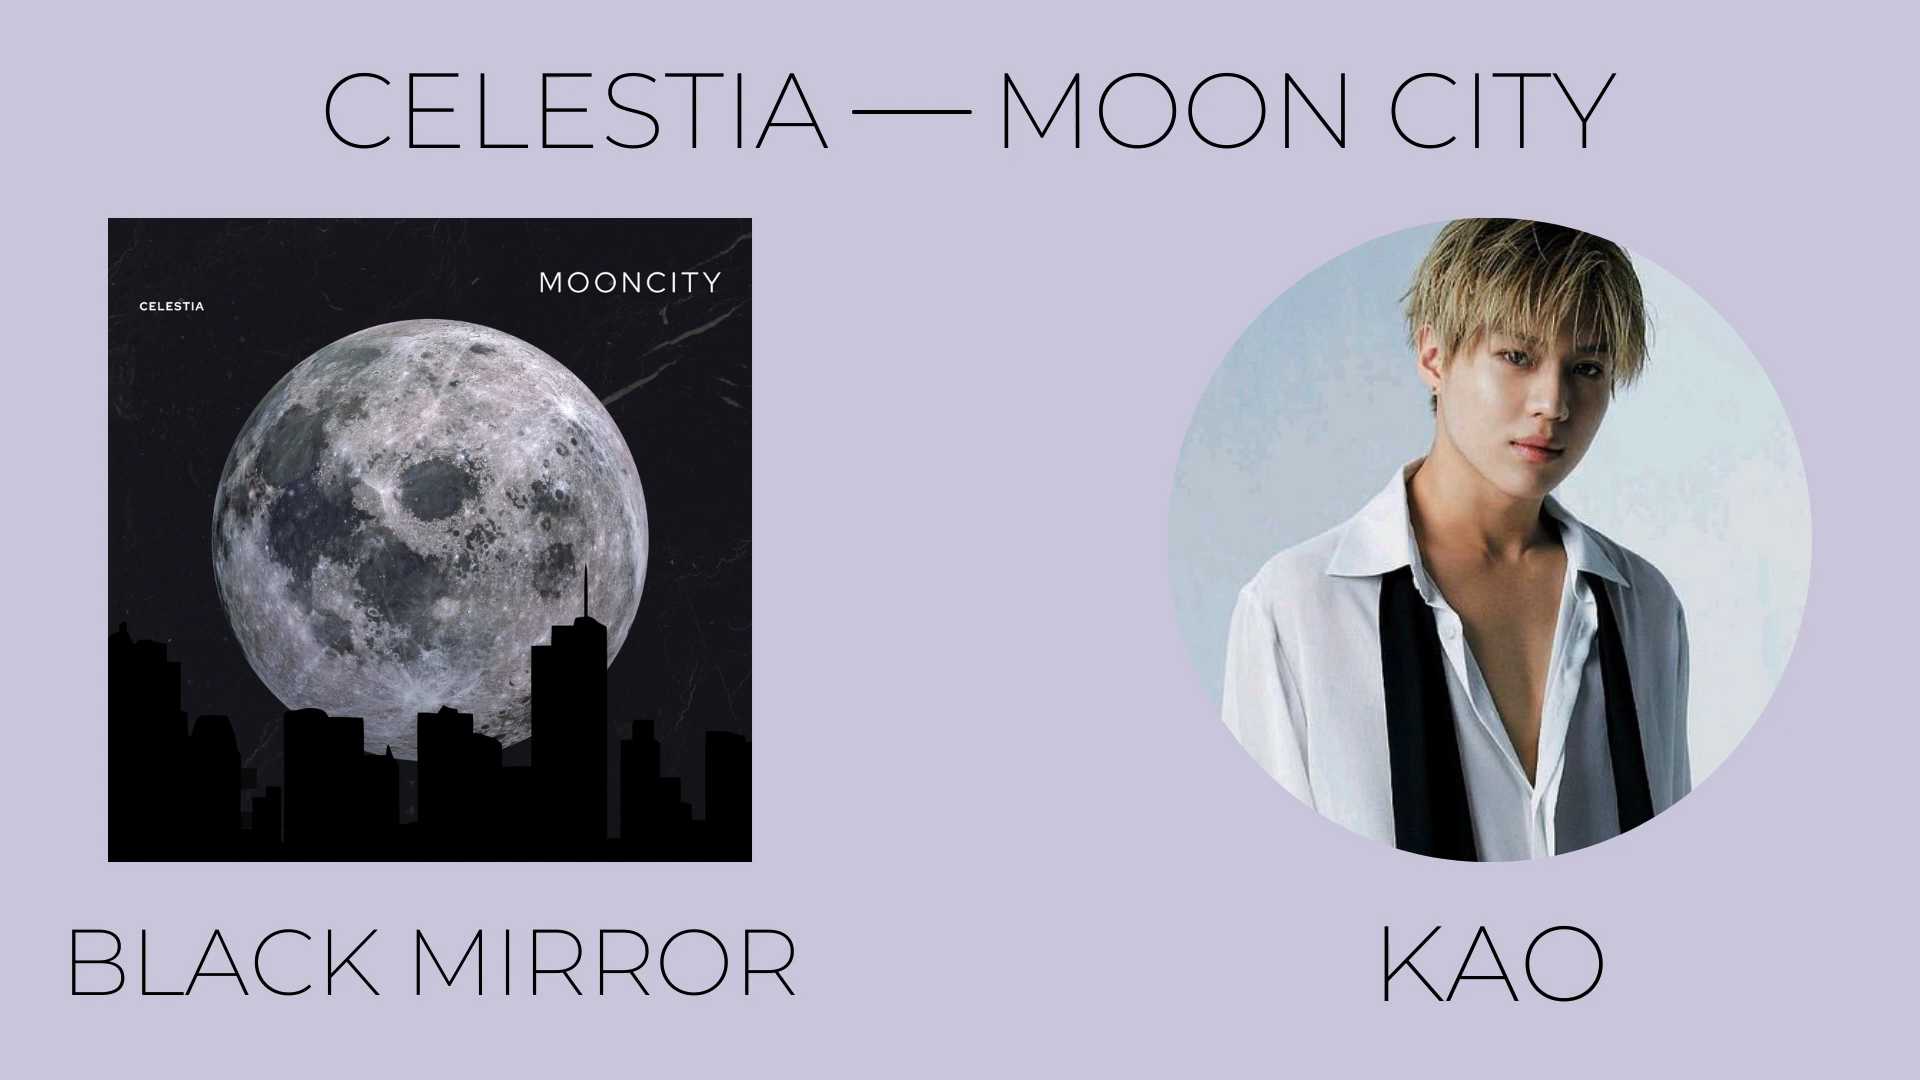 CELESTIA — MOON CITY
MOONCITY
CELESTIA
BLACK MIRROR
KAO